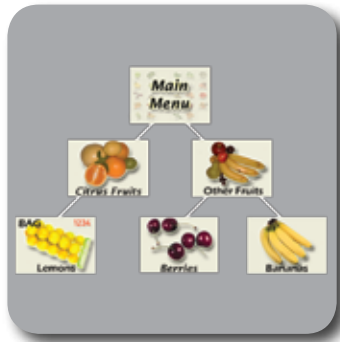 Main
Menu
Citrus Fruits
Other Fruits
BAG 1234
Lemons
Berries
Bananas